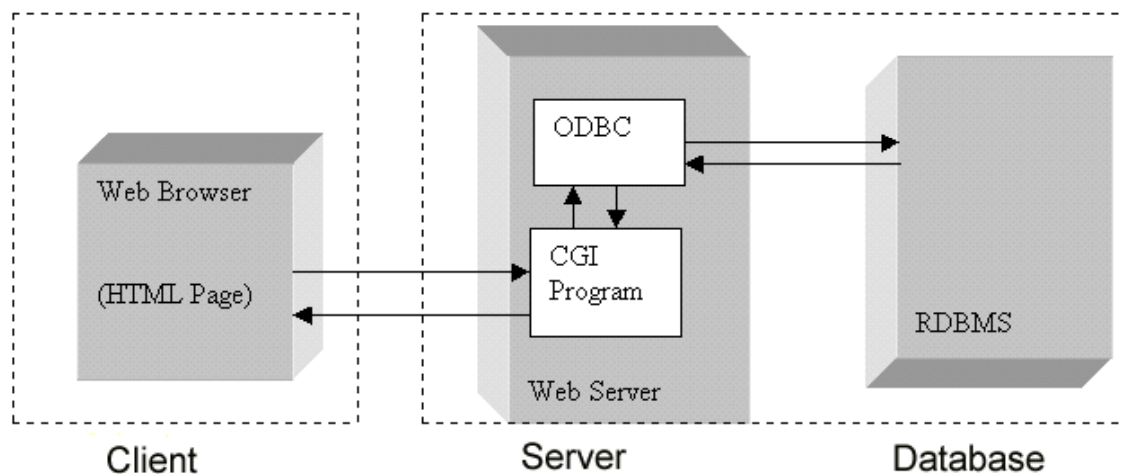 ODBC
Web Browser
(HTML Page)
CGI
Program
RDBMS
Web Server
Client
Server
Database